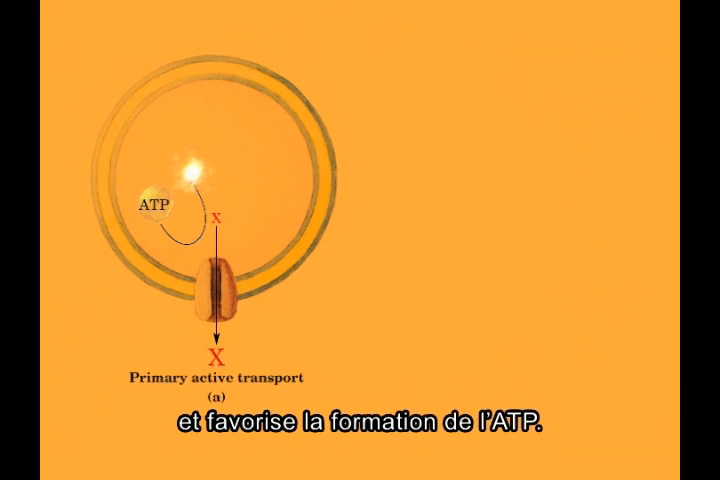 ATP
X
X
Primary active transport
(a)
et favorise la formation de l'ATP.